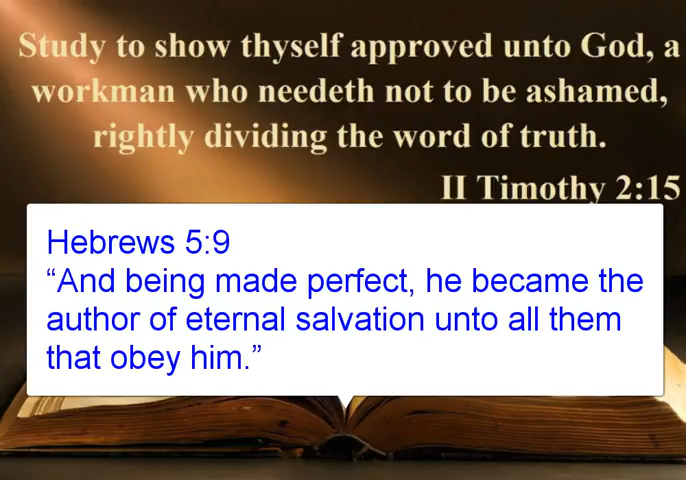 Study to show thyself approved unto God, a
workman who needeth not to be ashamed,
rightly dividing the word of truth.
II Timothy 2:15
Hebrews 5:9
“And being made perfect, he became the
author of eternal salvation unto all them
that obey him.”